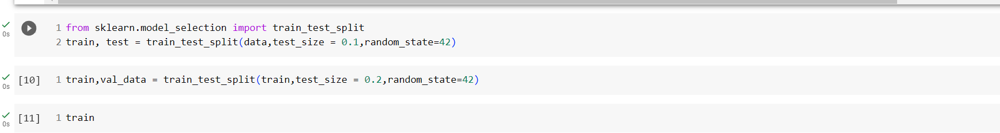 0s
1 from sklearn.model_selection import train_test_split
2 train, test = train_test_split(data,test_size = 0.1,random_state=42)
0s
[10] 1 train,val_data = train_test_split(train,test_size = 0.2,random_state=42)
0s
[11] 1 train